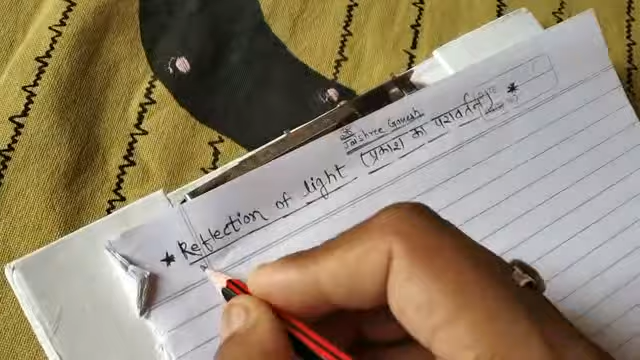 Jaishree Ganesh
* Reflection of light (प्रकाश का परावर्तन) *